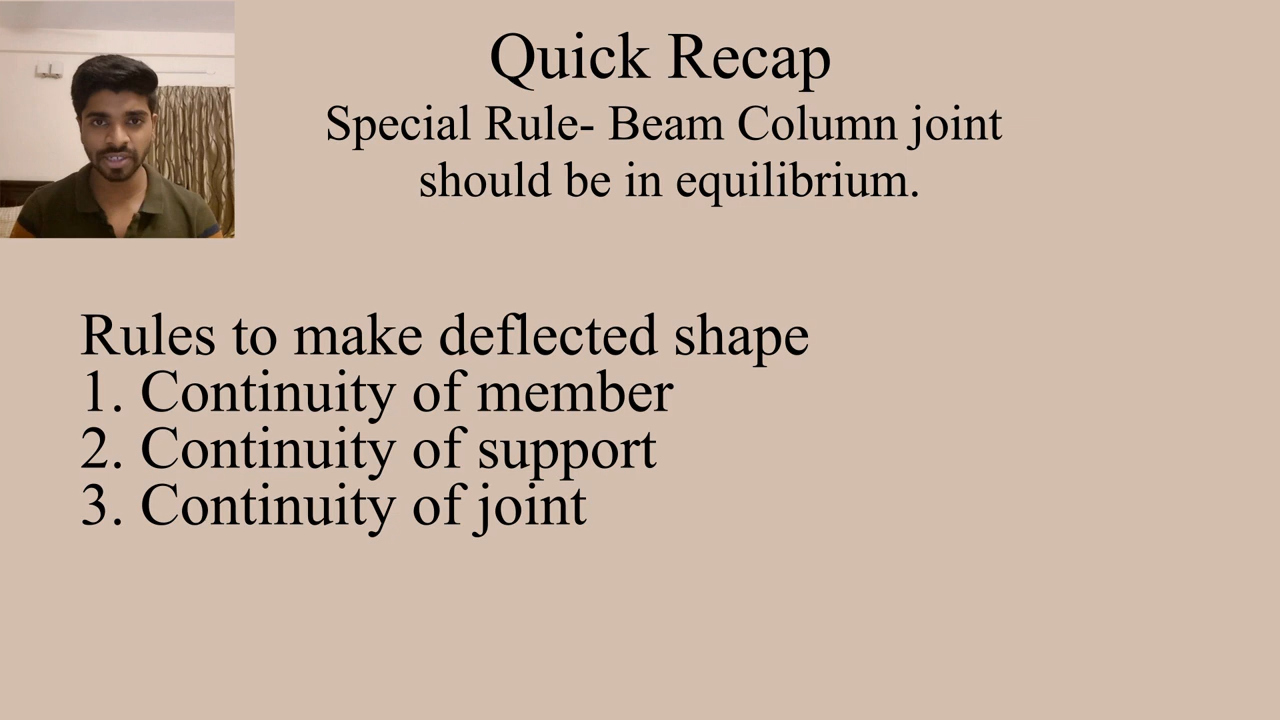 Quick Recap
Special Rule- Beam Column joint
should be in equilibrium.
Rules to make deflected shape
1. Continuity of member
2. Continuity of support
3. Continuity of joint